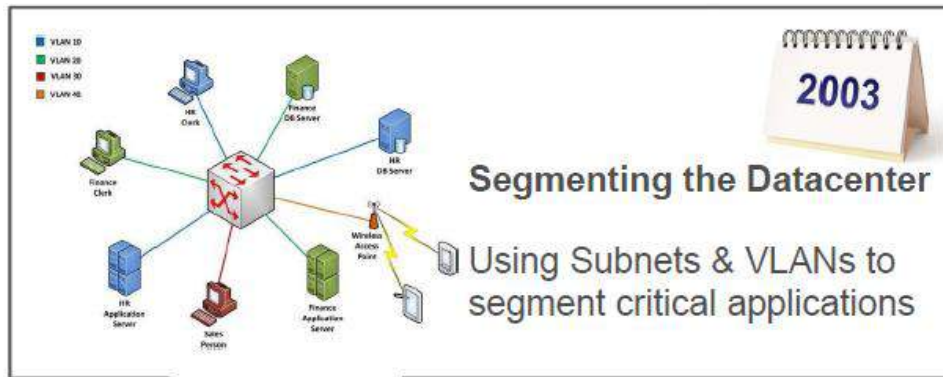 VLAN 10
VLAN 20
VLAN 30
VLAN 40
HR
Clerk
Finance
DB Server
HR
DB Server
Finance
Clerk
Wireless
Access
Point
HR
Application
Server
Sales
Person
Finance
Application
Server
2003
Segmenting the Datacenter
Using Subnets & VLANs to
segment critical applications